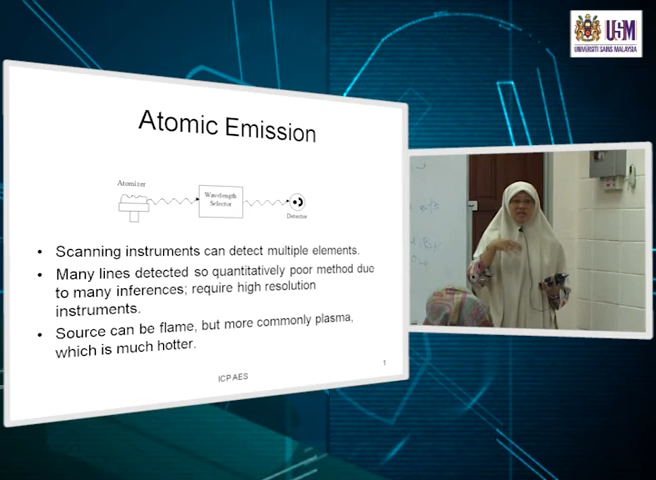 USM
UNIVERSITI SAINS MALAYSIA
Atomic Emission
Atomizer
Wavelength
Selector
Detector
• Scanning instruments can detect multiple elements.
• Many lines detected so quantitatively poor method due
to many inferences; require high resolution
instruments.
• Source can be flame, but more commonly plasma,
which is much hotter.
ICP AES
1